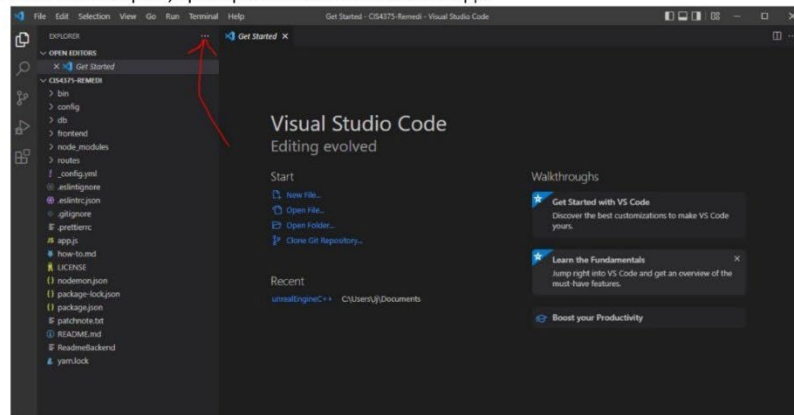 File Edit Selection View Go Run Terminal Help
Get Started - CIS4375-Remedi - Visual Studio Code
EXPLORER
Get Started
OPEN EDITORS
Get Started
CIS4375-REMEDI
bin
config
db
frontend
node_modules
routes
_config.yml
.eslintignore
.eslintrc.json
.gitignore
.prettierrc
app.js
how-to.md
LICENSE
nodemon.json
package-lock.json
package.json
patchnote.txt
README.md
ReadmeBackend
yarn.lock
Visual Studio Code
Editing evolved
Start
New File...
Open File...
Open Folder...
Clone Git Repository...
Recent
unrealEngineC++ C:\Users\Jj\Documents
Walkthroughs
Get Started with VS Code
Discover the best customizations to make VS Code
yours.
Learn the Fundamentals
Jump right into VS Code and get an overview of the
must-have features.
Boost your Productivity